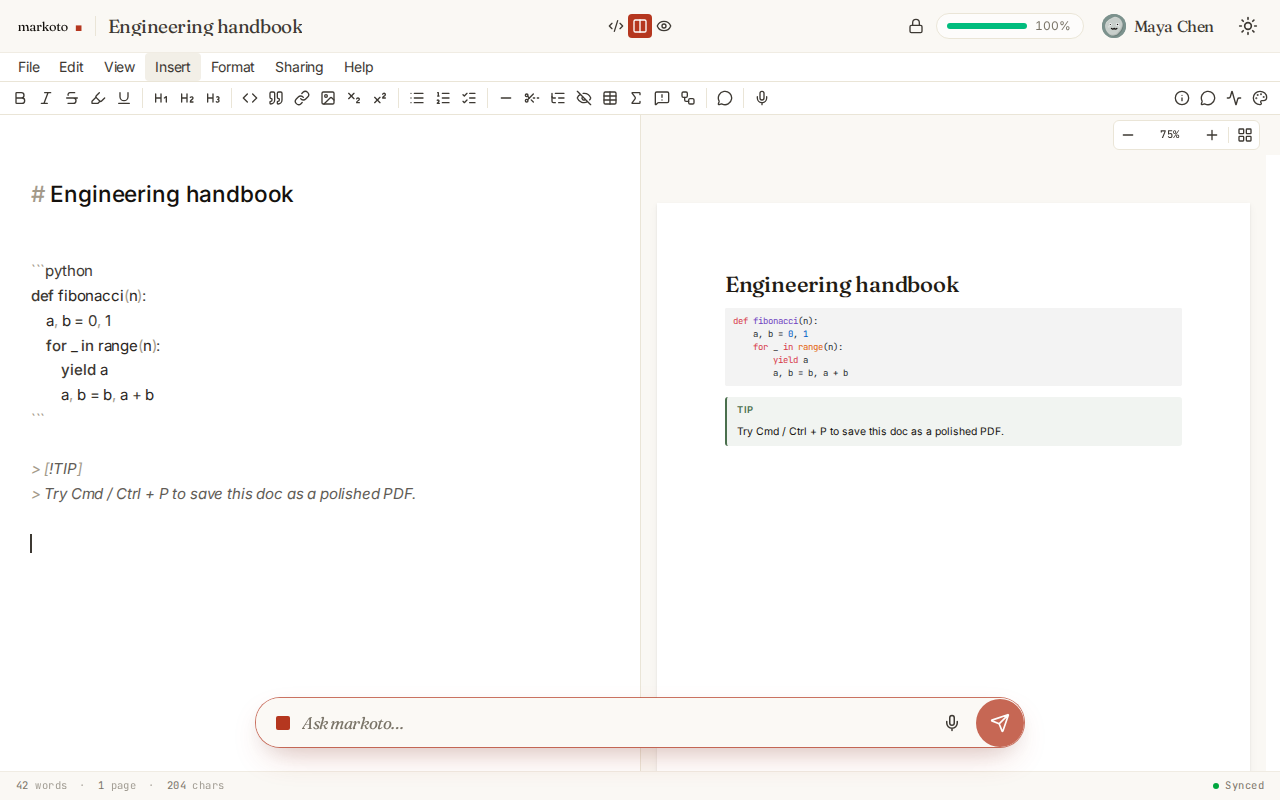 markoto
Engineering handbook
100%
Maya Chen
File Edit View Insert Format Sharing Help
H1 H2 H3
75%
# Engineering handbook
```python
def fibonacci(n):
    a, b = 0, 1
    for _ in range(n):
        yield a
        a, b = b, a + b
```
> [!TIP]
> Try Cmd / Ctrl + P to save this doc as a polished PDF.
Engineering handbook
def fibonacci(n):
    a, b = 0, 1
    for _ in range(n):
        yield a
        a, b = b, a + b
TIP
Try Cmd / Ctrl + P to save this doc as a polished PDF.
Ask markoto...
42 words · 1 page · 204 chars
Synced